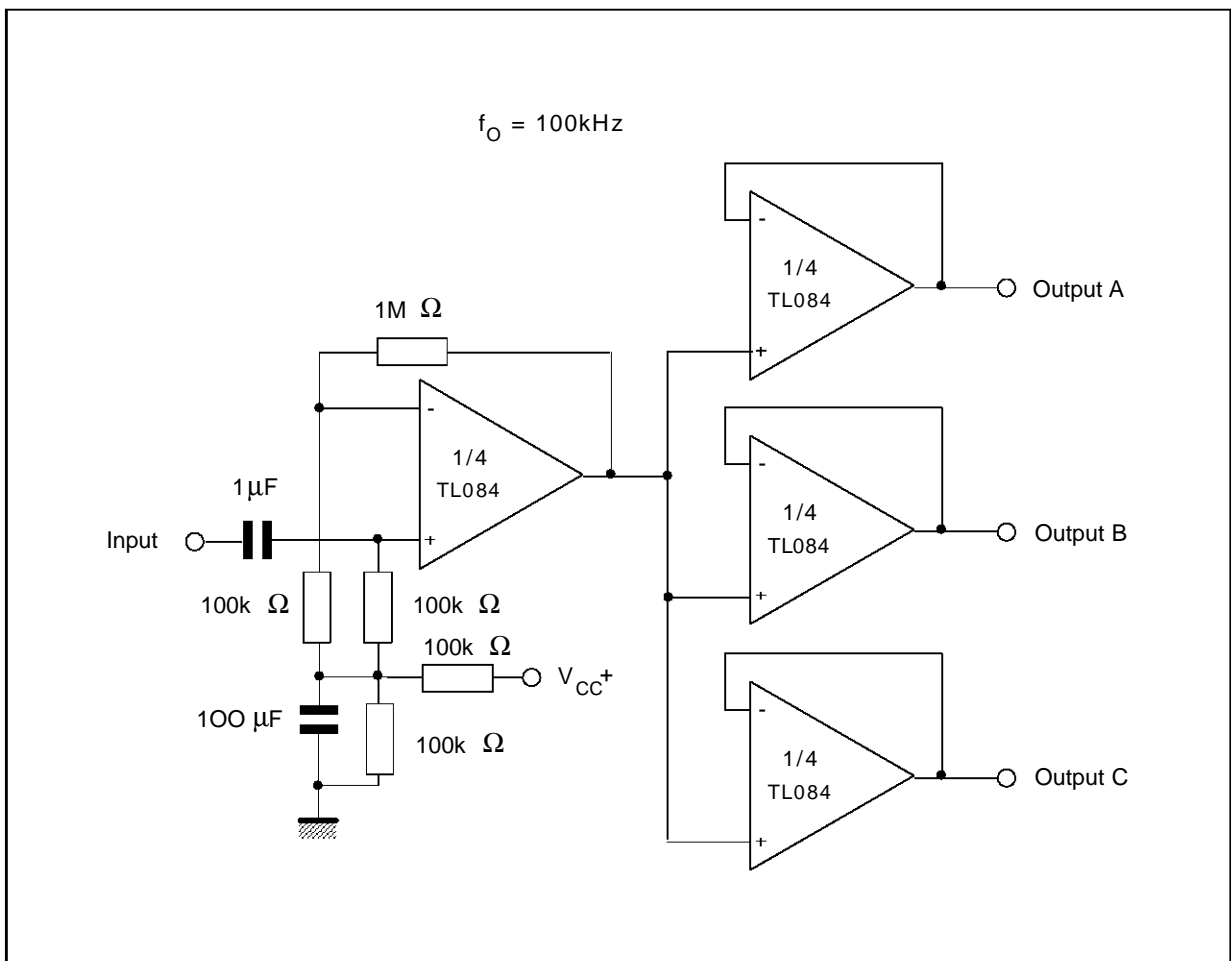 fO = 100kHz
-
1/4
TL084
+
Output A
1M Ω
-
1/4
TL084
+
1µF
Input
100k Ω
100k Ω
100k Ω
VCC+
1OO µF
100k Ω
-
1/4
TL084
+
Output B
-
1/4
TL084
+
Output C